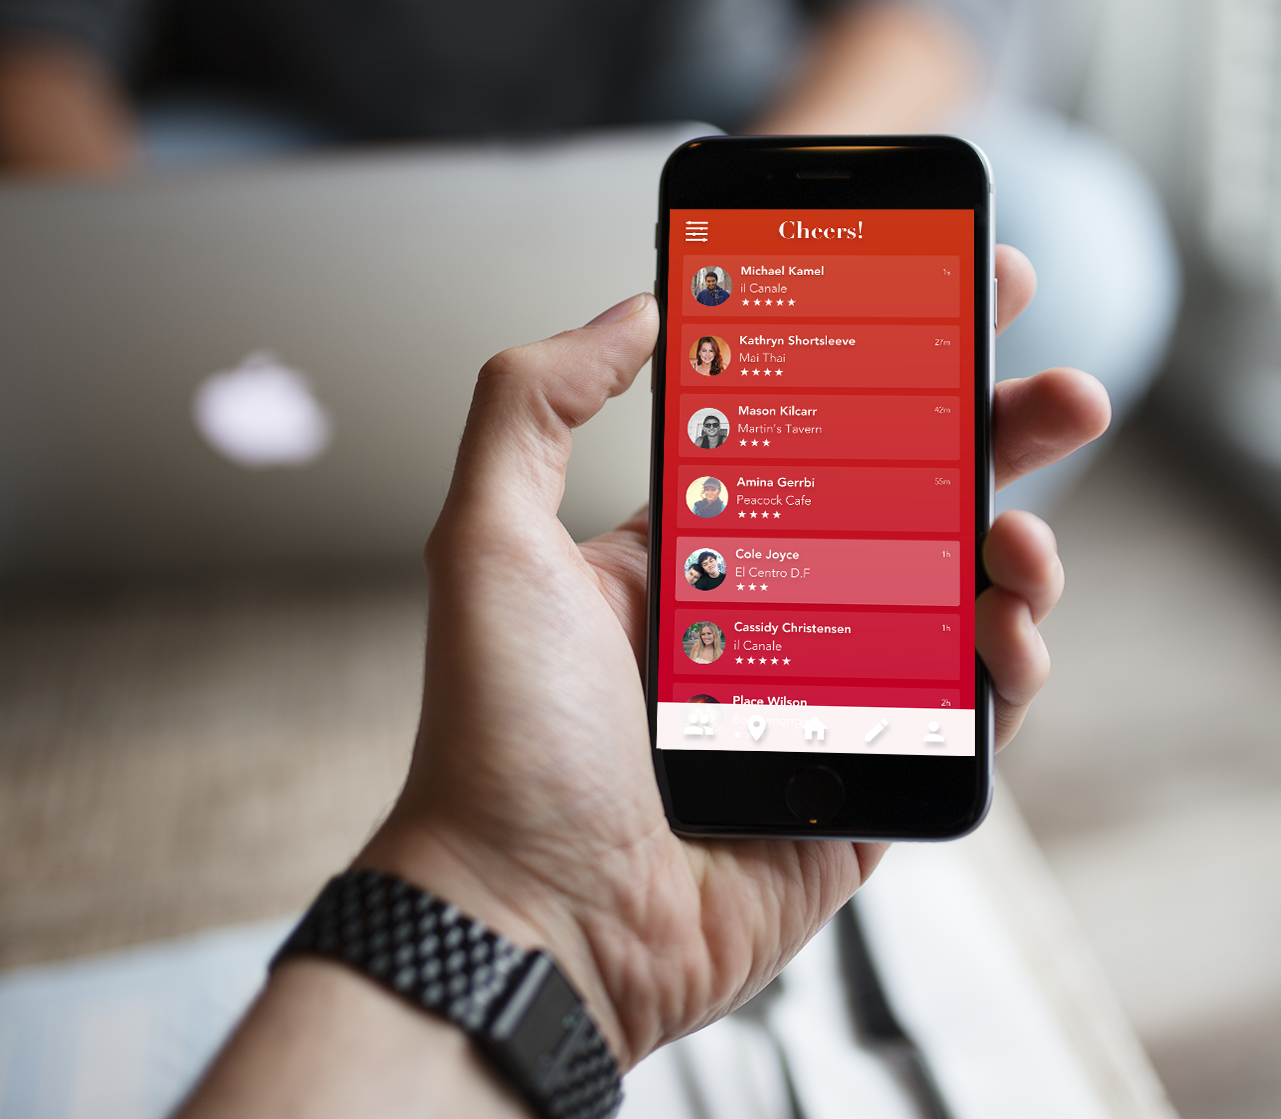 Cheers!
Michael Kamel
1s
il Canale
Kathryn Shortsleeve
27m
Mai Thai
Mason Kilcarr
42m
Martin's Tavern
Amina Gerrbi
55m
Peacock Cafe
Cole Joyce
1h
El Centro D.F
Cassidy Christensen
1h
il Canale
Place Wilson
2h